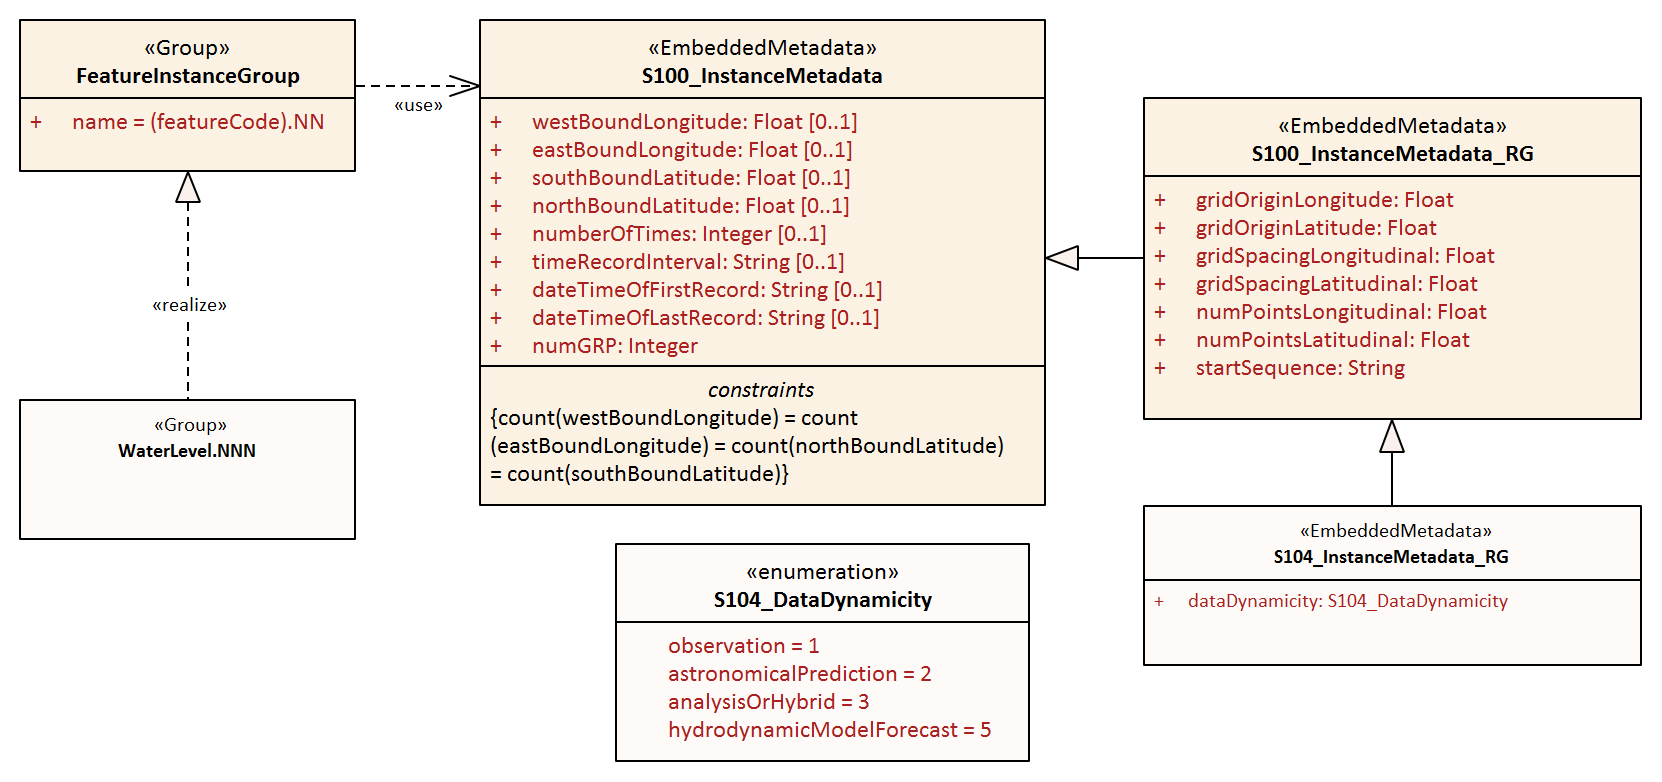 «Group»
FeatureInstanceGroup
+ name = (featureCode).NN
«use»
«realize»
«Group»
WaterLevel.NNN
«EmbeddedMetadata»
S100_InstanceMetadata
+ westBoundLongitude: Float [0..1]
+ eastBoundLongitude: Float [0..1]
+ southBoundLatitude: Float [0..1]
+ northBoundLatitude: Float [0..1]
+ numberOfTimes: Integer [0..1]
+ timeRecordInterval: String [0..1]
+ dateTimeOfFirstRecord: String [0..1]
+ dateTimeOfLastRecord: String [0..1]
+ numGRP: Integer
constraints
{count(westBoundLongitude) = count
(eastBoundLongitude) = count(northBoundLatitude)
= count(southBoundLatitude)}
«EmbeddedMetadata»
S100_InstanceMetadata_RG
+ gridOriginLongitude: Float
+ gridOriginLatitude: Float
+ gridSpacingLongitudinal: Float
+ gridSpacingLatitudinal: Float
+ numPointsLongitudinal: Float
+ numPointsLatitudinal: Float
+ startSequence: String
«EmbeddedMetadata»
S104_InstanceMetadata_RG
+ dataDynamicity: S104_DataDynamicity
«enumeration»
S104_DataDynamicity
observation = 1
astronomicalPrediction = 2
analysisOrHybrid = 3
hydrodynamicModelForecast = 5